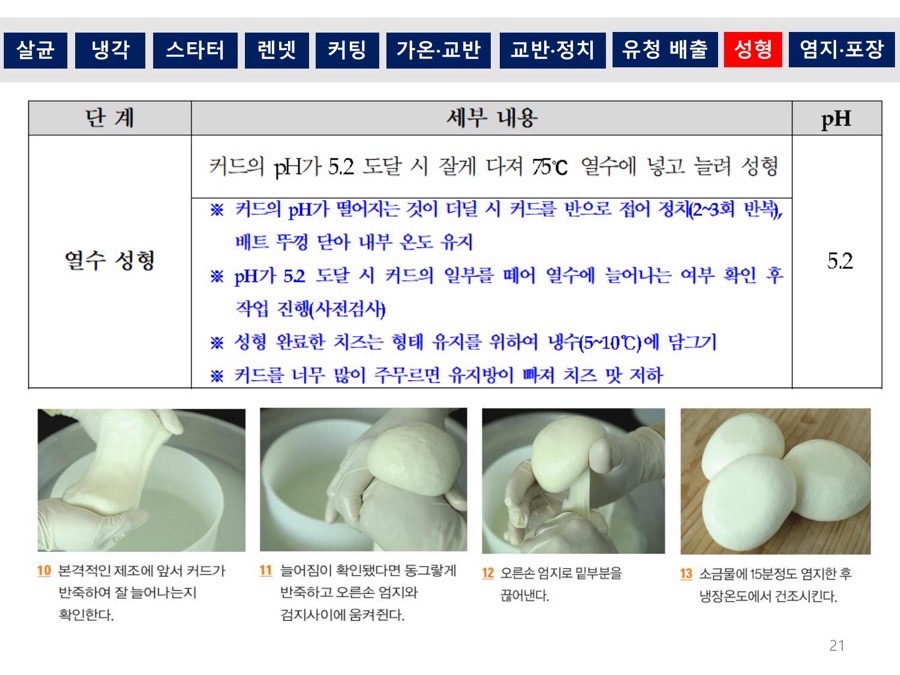 살균 냉각 스타터 렌넷 커팅 가온·교반 교반·정치 유청 배출 성형 염지·포장
단 계 세부 내용 pH
커드의 pH가 5.2 도달 시 잘게 다져 75℃ 열수에 넣고 늘려 성형
※ 커드의 pH가 떨어지는 것이 더딜 시 커드를 반으로 접어 정치(2~3회 반복),
배트 뚜껑 닫아 내부 온도 유지
열수 성형 5.2
※ pH가 5.2 도달 시 커드의 일부를 떼어 열수에 늘어나는 여부 확인 후
작업 진행(사전검사)
※ 성형 완료한 치즈는 형태 유지를 위하여 냉수(5~10℃)에 담그기
※ 커드를 너무 많이 주무르면 유지방이 빠져 치즈 맛 저하
10 본격적인 제조에 앞서 커드가
반죽하여 잘 늘어나는지
확인한다.
11 늘어짐이 확인됐다면 동그랗게
반죽하고 오른손 엄지와
검지사이에 움켜쥔다.
12 오른손 엄지로 밑부분을
끊어낸다.
13 소금물에 15분정도 염지한 후
냉장온도에서 건조시킨다.
21